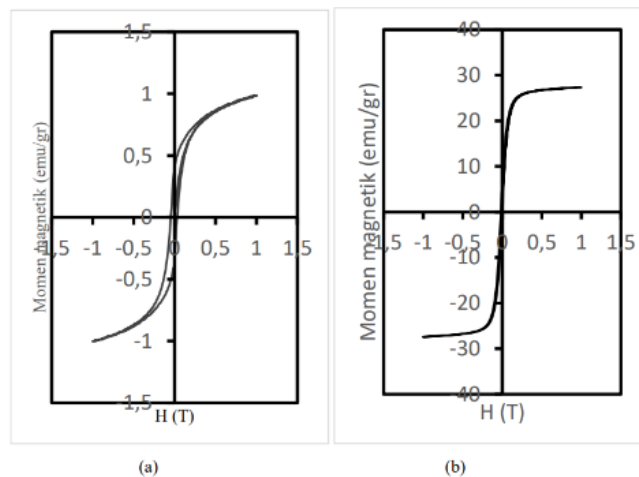 1,5
1
0,5
0
1,5 -1 -0,5 0 0,5 1 1,5
-0,5
-1
-1,5
Momen magnetik (emu/gr)
H (T)
(a)
40
30
20
10
0
1,5 -1 -0,5 0 0,5 1 1,5
-10
-20
-30
-40
Momen magnetik (emu/gr)
H (T)
(b)